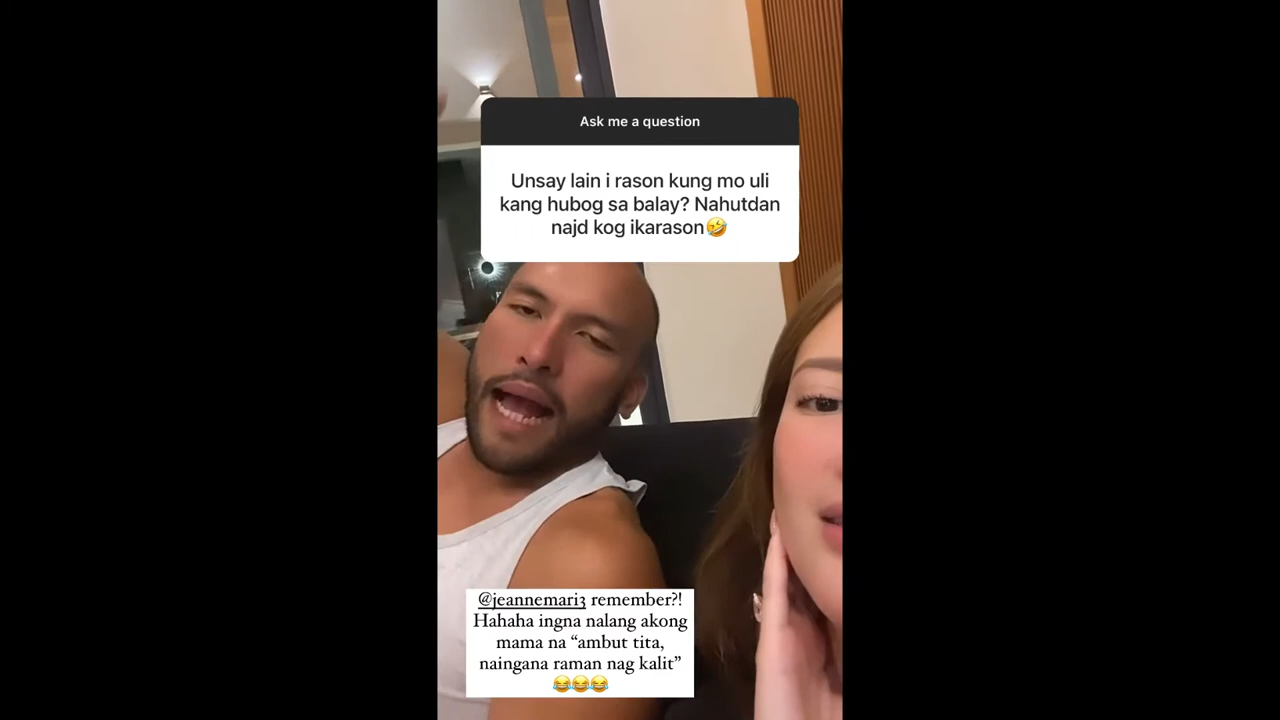 Ask me a question
Unsay lain i rason kung mo uli
kang hubog sa balay? Nahutdan
najd kog ikarason🤣
@jeannemari3 remember?!
Hahaha ingna nalang akong
mama na “ambut tita,
naingana raman nag kalit”
😂😂😂